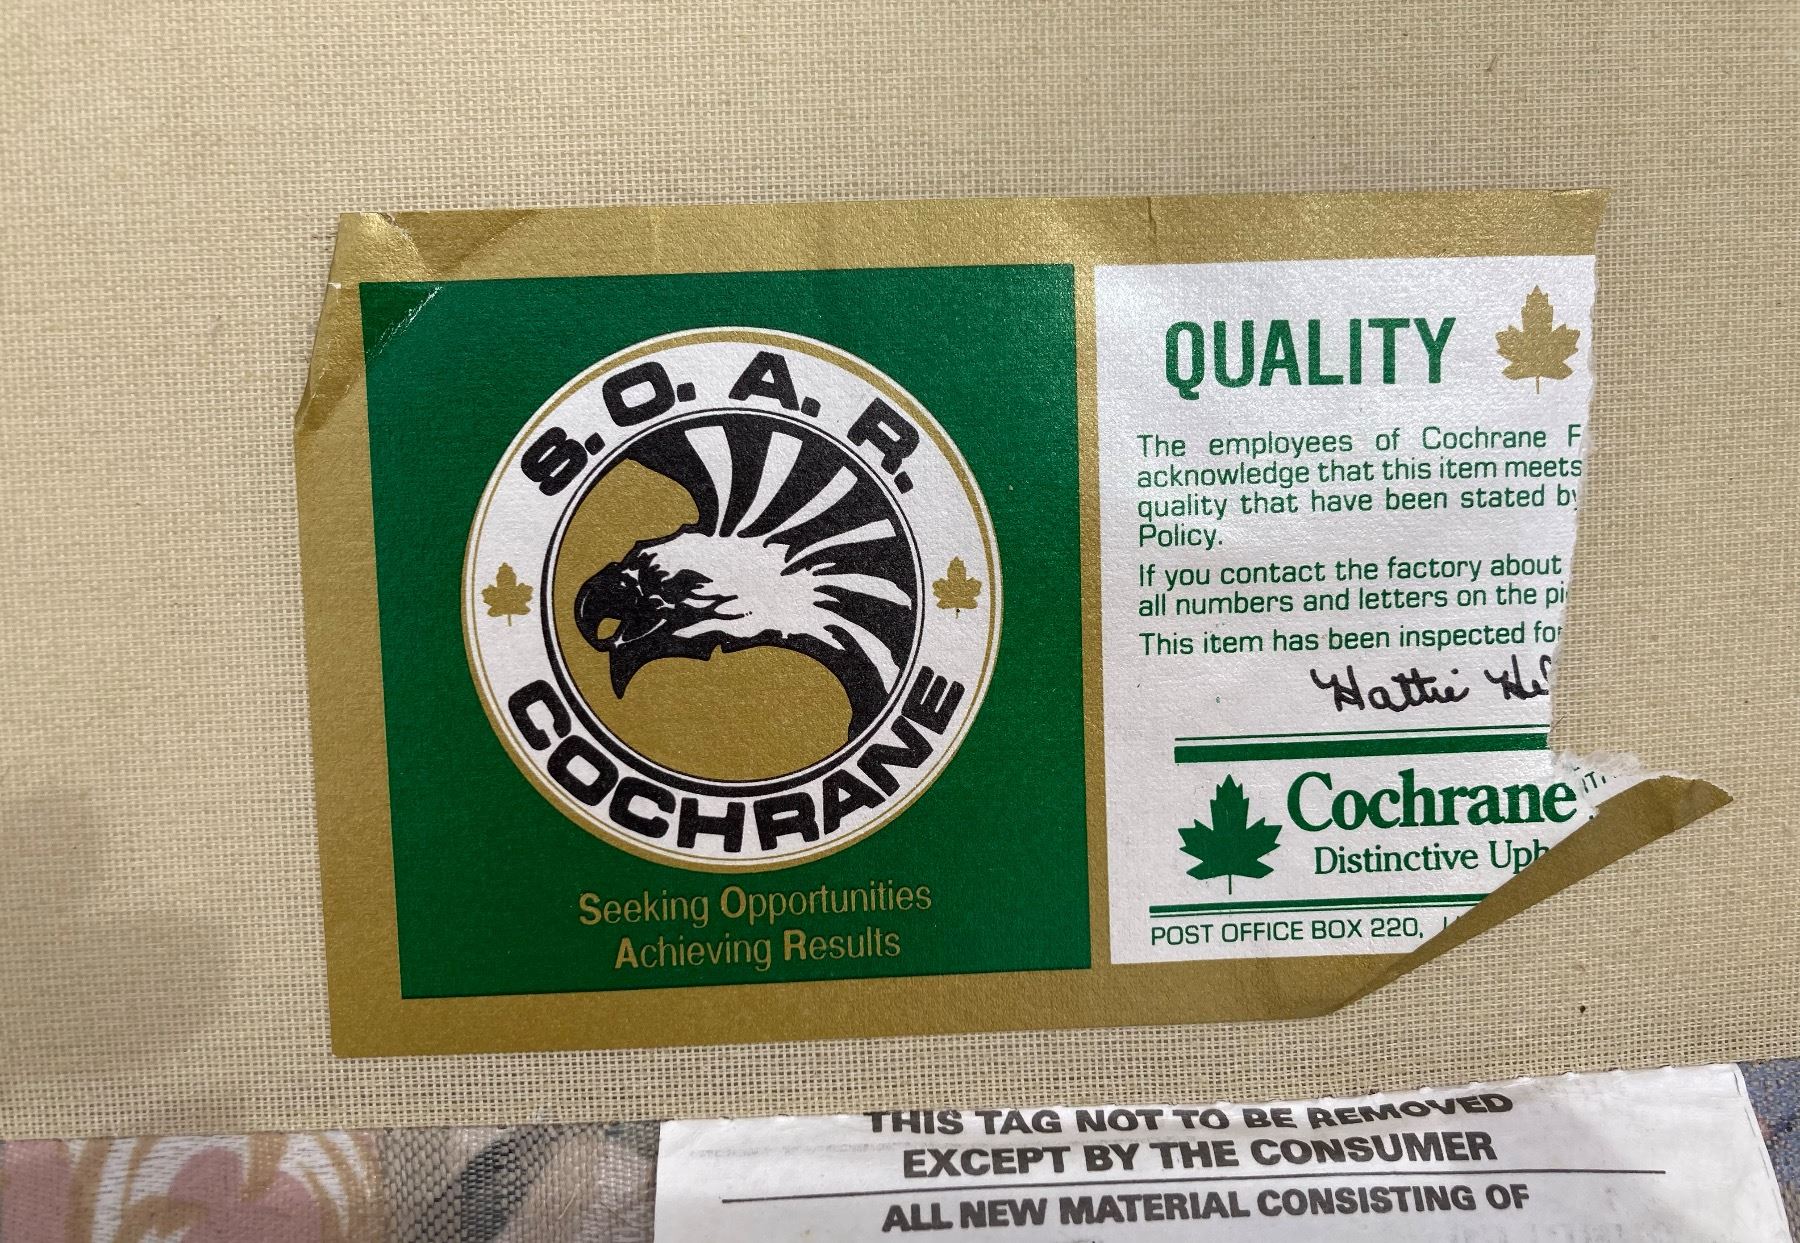 S. O. A. R.
COCHRANE
Seeking Opportunities
Achieving Results
QUALITY
The employees of Cochrane F
acknowledge that this item meets
quality that have been stated by
Policy.
If you contact the factory about
all numbers and letters on the
This item has been inspected for
Hattie
Cochrane
Distinctive
POST OFFICE BOX 220,
THIS TAG NOT TO BE REMOVED
EXCEPT BY THE CONSUMER
ALL NEW MATERIAL CONSISTING OF